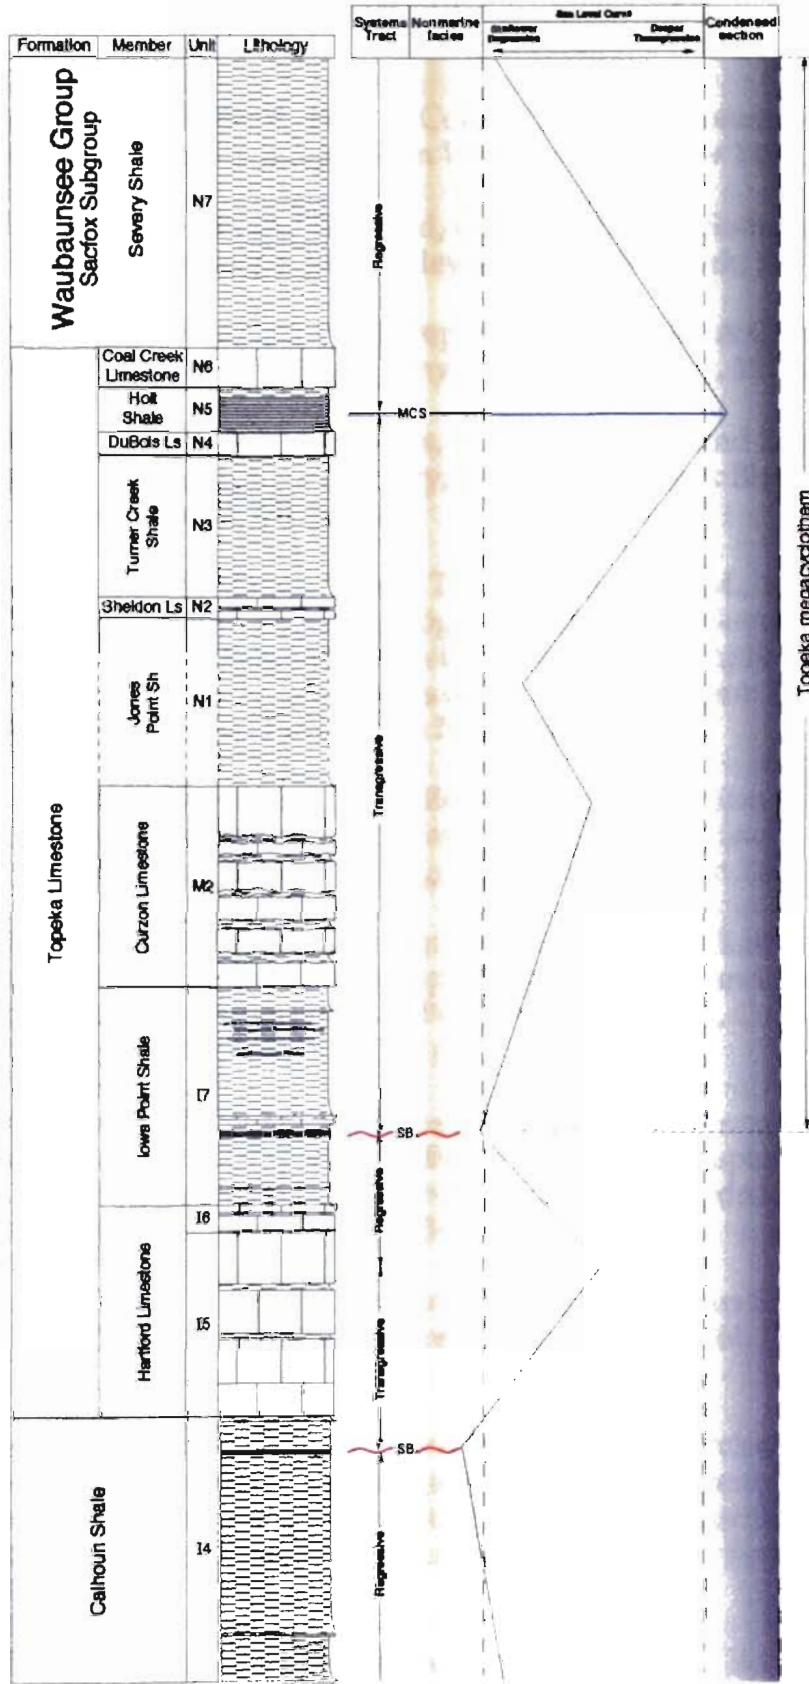 Systems
Tract
Nonmarine
facies
Sea Level Curve
Shallower
Regressive
Deeper
Transgressive
Condensed
section
Formation
Member
Unit
Lithology
Waubaunsee Group
Sacfox Subgroup
Severy Shale
N7
Regressive
Coal Creek
Limestone
N6
Holt
Shale
N5
MCS
DuBois Ls
N4
Turner Creek
Shale
N3
Sheldon Ls
N2
Jones
Point Sh
N1
Transgressive
Topeka megacyclothem
Topeka Limestone
Curzon Limestone
M2
Iowa Point Shale
I7
SB
Regressive
I6
Hartford Limestone
I5
Transgressive
SB
Calhoun Shale
I4
Regressive